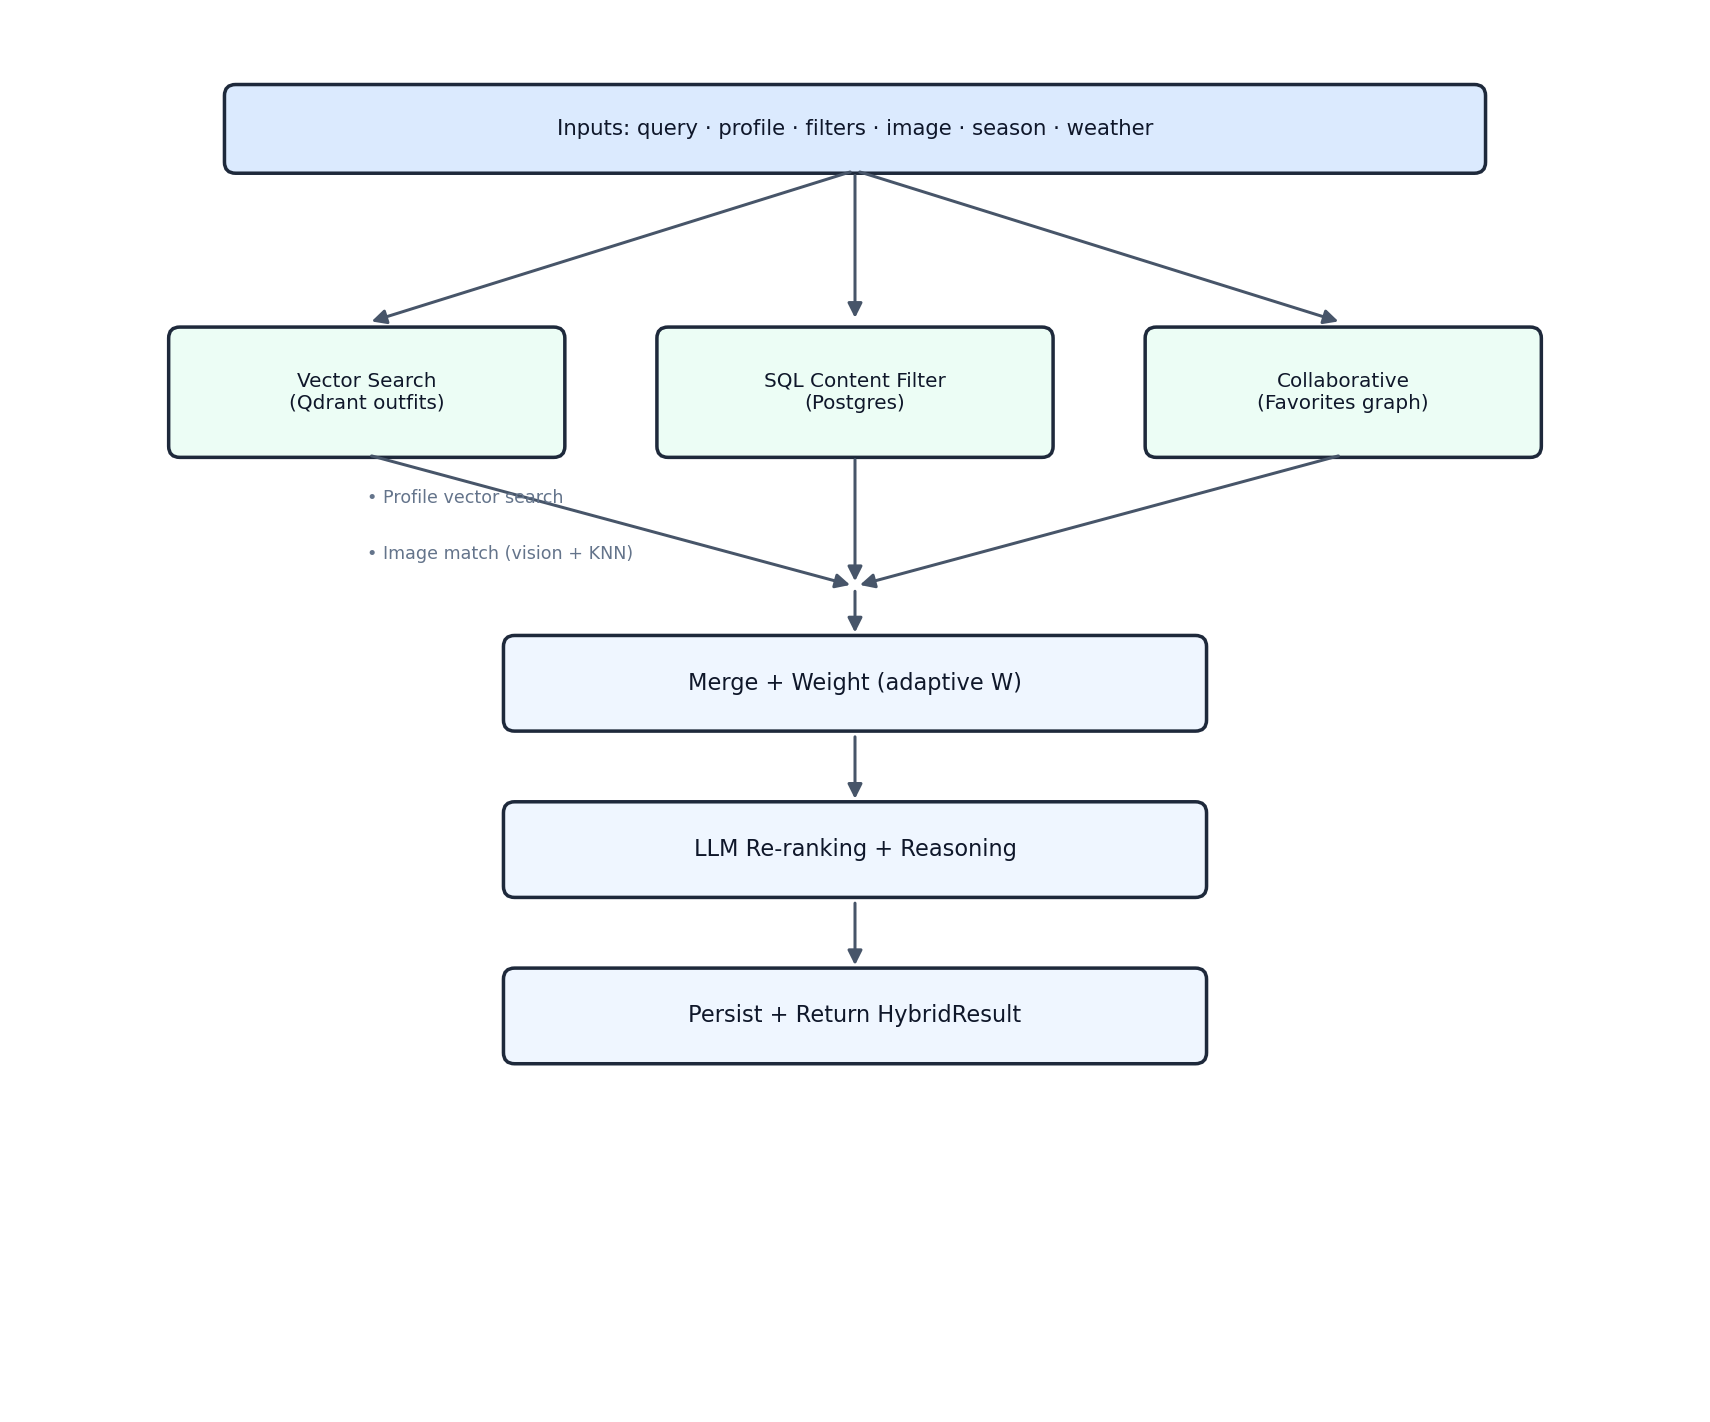 Inputs: query · profile · filters · image · season · weather
Vector Search
(Qdrant outfits)
SQL Content Filter
(Postgres)
Collaborative
(Favorites graph)
• Profile vector search
• Image match (vision + KNN)
Merge + Weight (adaptive W)
LLM Re-ranking + Reasoning
Persist + Return HybridResult